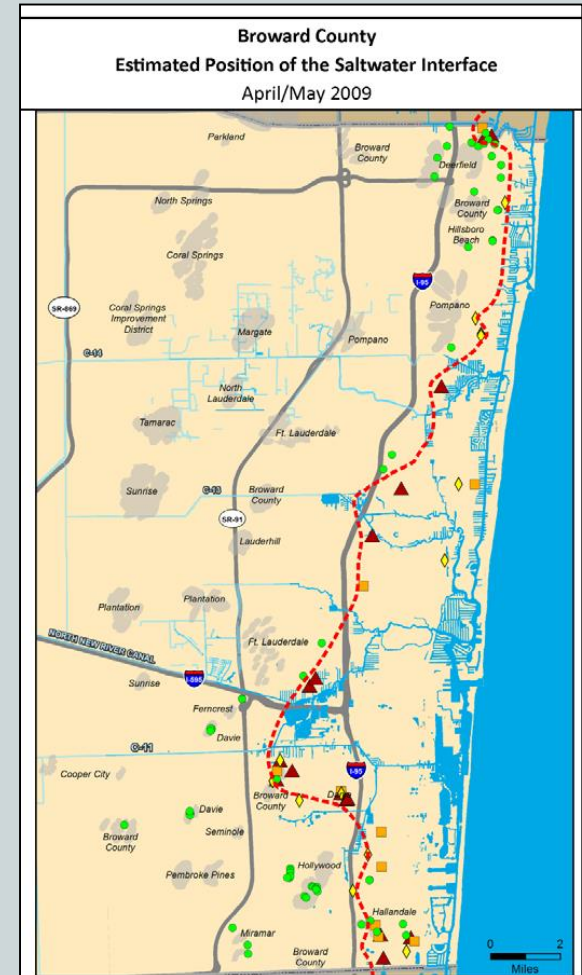 Broward County
Estimated Position of the Saltwater Interface
April/May 2009
Parkland
Broward
County
Deerfield
North Springs
Broward
County
Hillsboro
Beach
Coral Springs
I-95
SR-869
Coral Springs
Improvement
District
Margate
Pompano
Pompano
C-14
North
Lauderdale
Tamarac
Ft. Lauderdale
Sunrise
C-13
Broward
County
SR-91
Lauderhill
Plantation
Plantation
NORTH NEW RIVER CANAL
Ft. Lauderdale
Sunrise
I-595
Ferncrest
Davie
C-11
Cooper City
I-95
Broward
County
Davie
Broward
County
Seminole
Pembroke Pines
Hollywood
Hallandale
Miramar
Broward
County
0 2
Miles